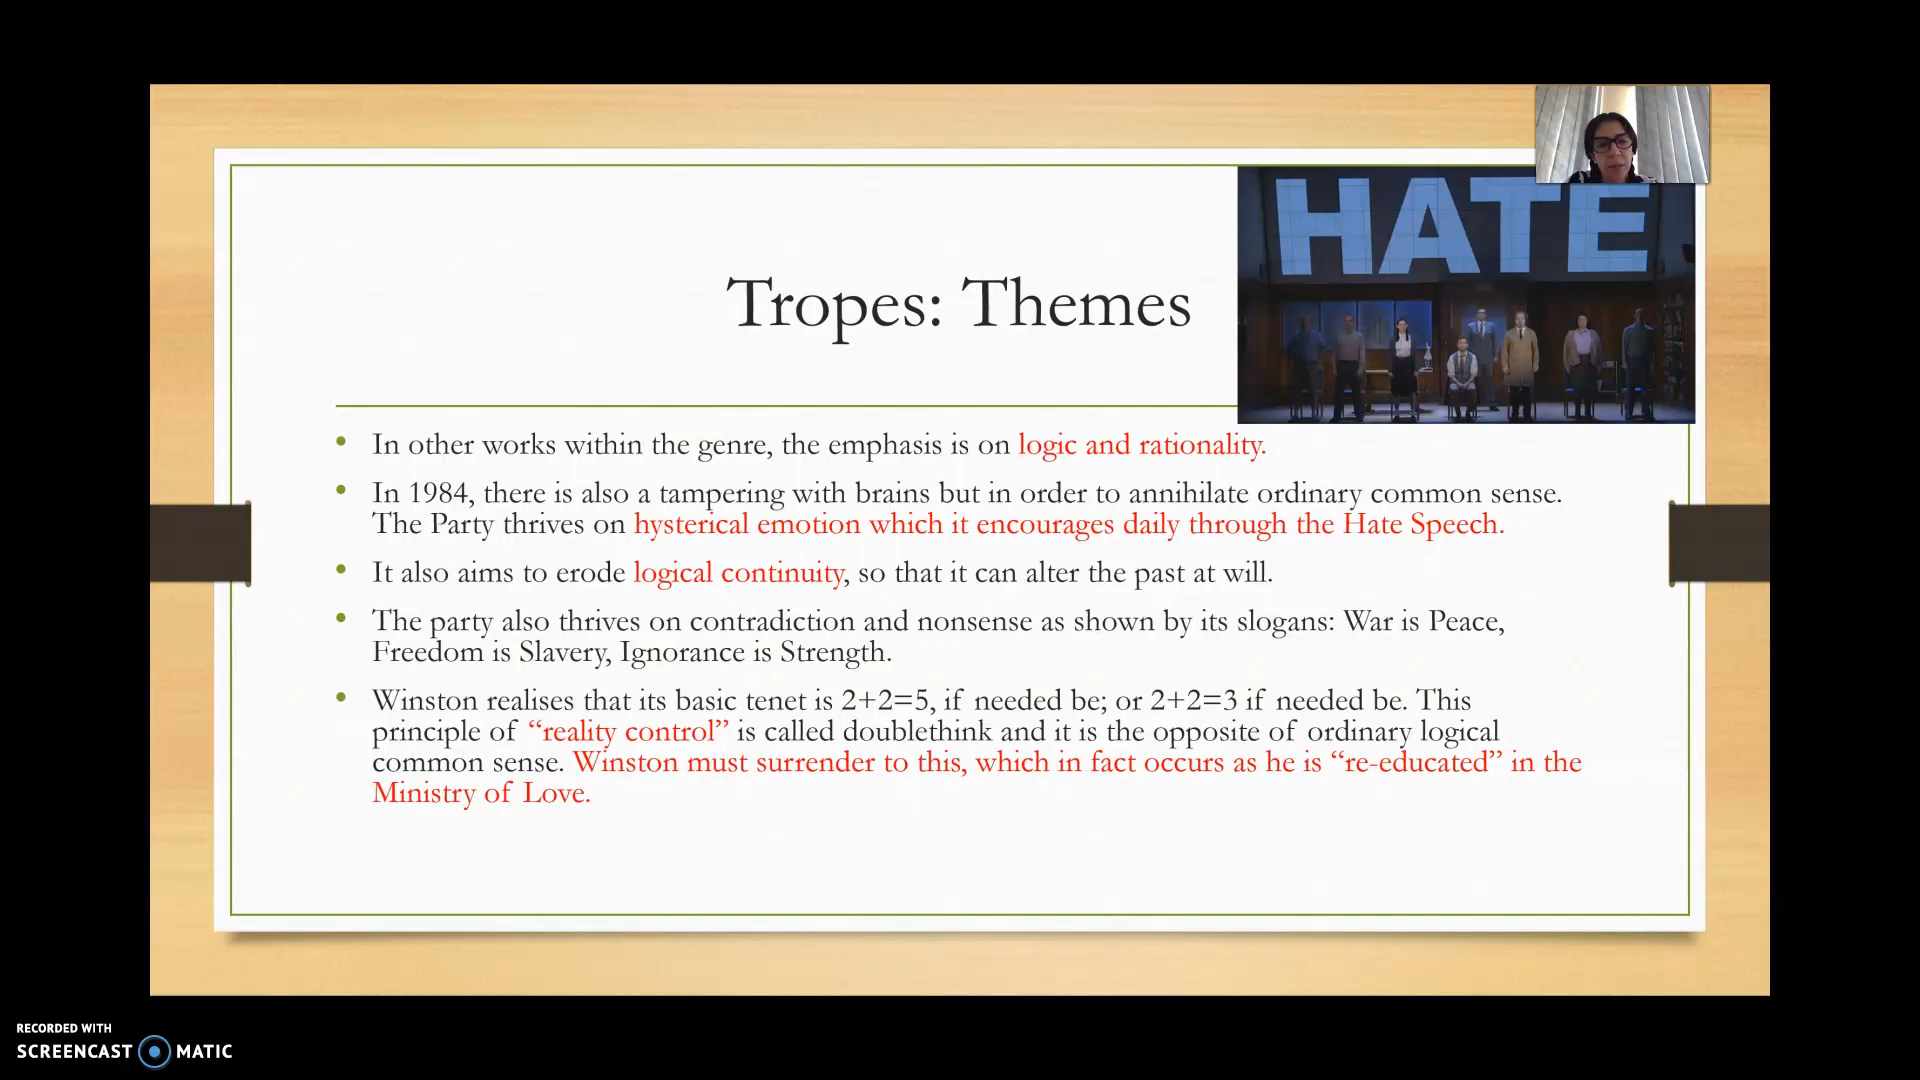 HATE
Tropes: Themes
In other works within the genre, the emphasis is on logic and rationality.
In 1984, there is also a tampering with brains but in order to annihilate ordinary common sense.
The Party thrives on hysterical emotion which it encourages daily through the Hate Speech.
It also aims to erode logical continuity, so that it can alter the past at will.
The party also thrives on contradiction and nonsense as shown by its slogans: War is Peace,
Freedom is Slavery, Ignorance is Strength.
Winston realises that its basic tenet is 2+2=5, if needed be; or 2+2=3 if needed be. This
principle of “reality control” is called doublethink and it is the opposite of ordinary logical
common sense. Winston must surrender to this, which in fact occurs as he is “re-educated” in the
Ministry of Love.
RECORDED WITH
SCREENCAST MATIC